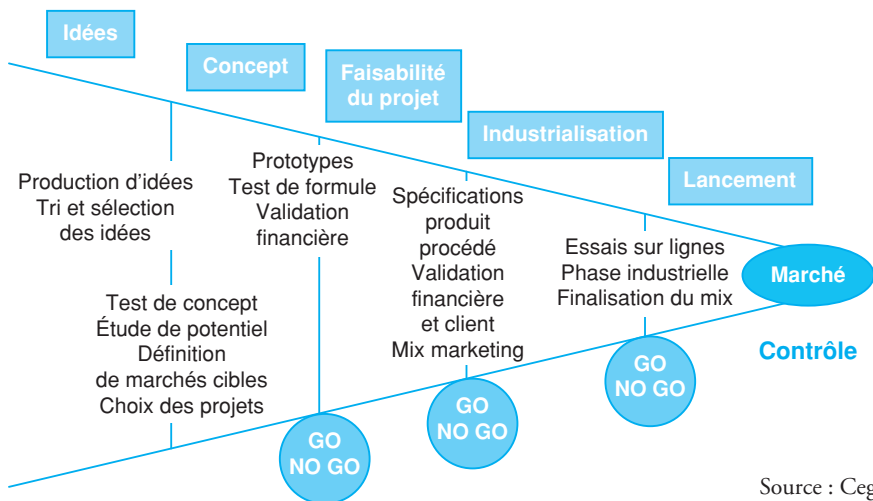 Idées
Concept
Faisabilité
du projet
Industrialisation
Lancement
Production d'idées
Tri et sélection
des idées
Test de concept
Étude de potentiel
Définition
de marchés cibles
Choix des projets
Prototypes
Test de formule
Validation
financière
GO
NO GO
Spécifications
produit
procédé
Validation
financière
et client
Mix marketing
GO
NO GO
Essais sur lignes
Phase industrielle
Finalisation du mix
GO
NO GO
Marché
Contrôle
Source : Ceg